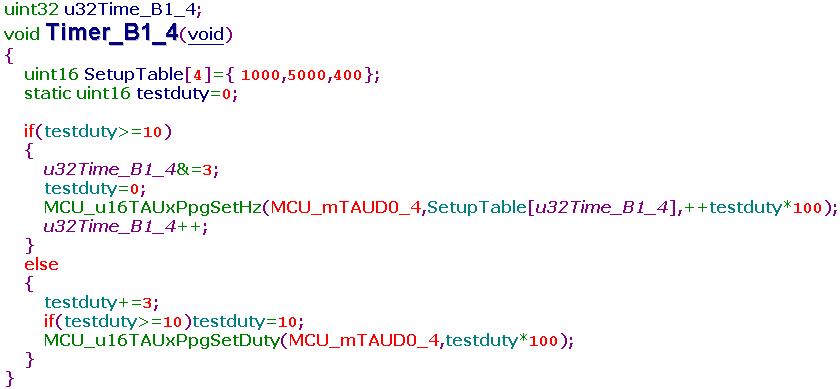 uint32 u32Time_B1_4;
void Timer_B1_4(void)
{
uint16 SetupTable[4]={ 1000,5000,400};
static uint16 testduty=0;
if(testduty>=10)
{
u32Time_B1_4&=3;
testduty=0;
MCU_u16TAUxPpgSetHz(MCU_mTAUD0_4,SetupTable[u32Time_B1_4],++testduty*100);
u32Time_B1_4++;
}
else
{
testduty+=3;
if(testduty>=10)testduty=10;
MCU_u16TAUxPpgSetDuty(MCU_mTAUD0_4,testduty*100);
}
}